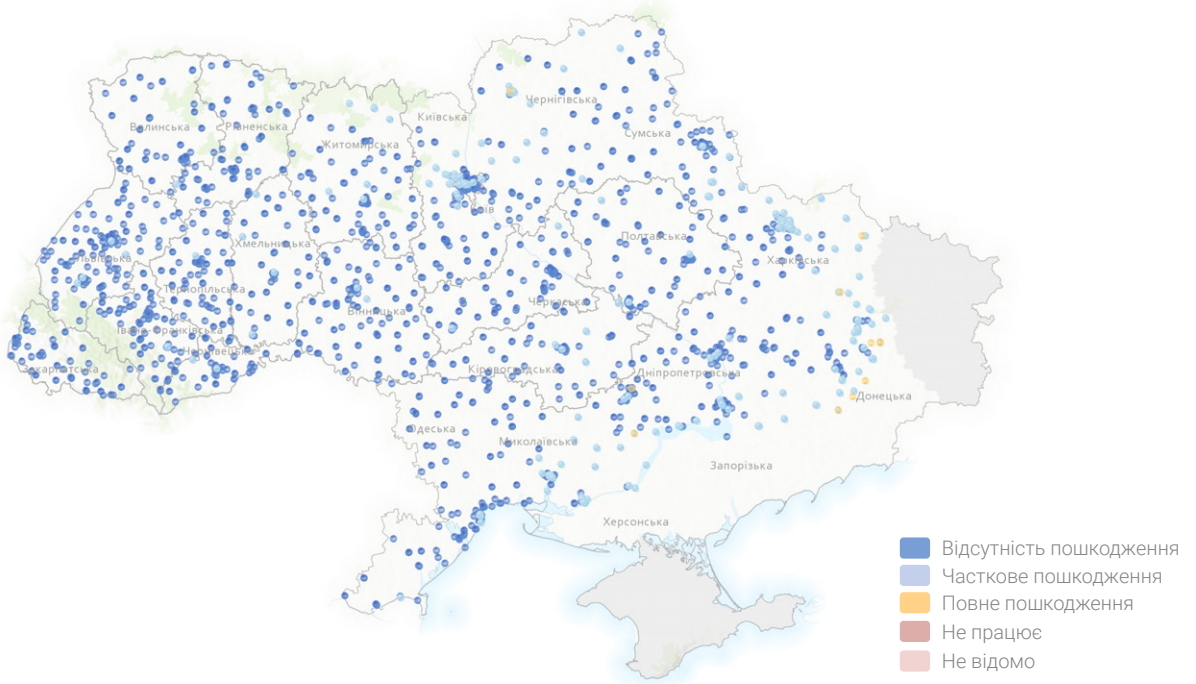 Чернігівська
Київська
Волинська
Рівненська
Сумська
Житомирська
Київ
Полтавська
Хмельницька
Львівська
Харківська
Тернопільська
Черкаська
Вінницька
Івано-Франківська
Чернівецька
Закарпатська
Кіровоградська
Дніпропетровська
Донецька
Одеська
Миколаївська
Запорізька
Херсонська
Відсутність пошкодження
Часткове пошкодження
Повне пошкодження
Не працює
Не відомо